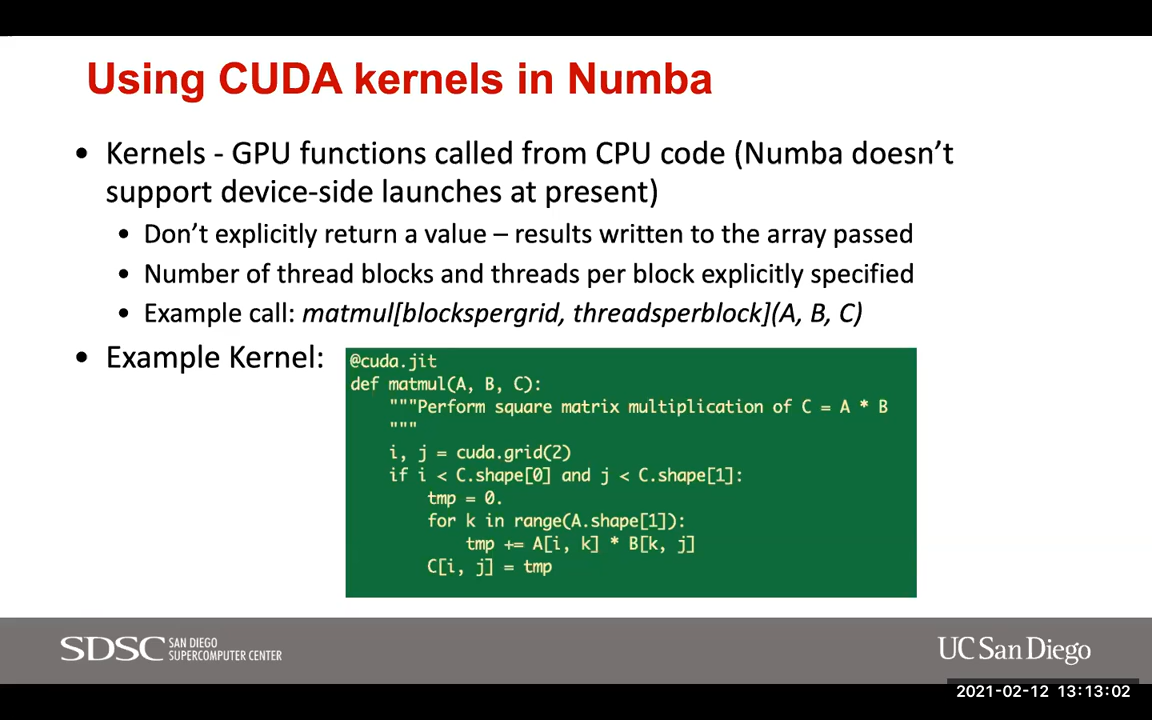 Using CUDA kernels in Numba
• Kernels - GPU functions called from CPU code (Numba doesn’t
support device-side launches at present)
• Don’t explicitly return a value – results written to the array passed
• Number of thread blocks and threads per block explicitly specified
• Example call: matmul[blockspergrid, threadsperblock](A, B, C)
• Example Kernel:
@cuda.jit
def matmul(A, B, C):
    """Perform square matrix multiplication of C = A * B
    """
    i, j = cuda.grid(2)
    if i < C.shape[0] and j < C.shape[1]:
        tmp = 0.
        for k in range(A.shape[1]):
            tmp += A[i, k] * B[k, j]
        C[i, j] = tmp
SDSC SAN DIEGO
SUPERCOMPUTER CENTER
UC San Diego
2021-02-12 13:13:02